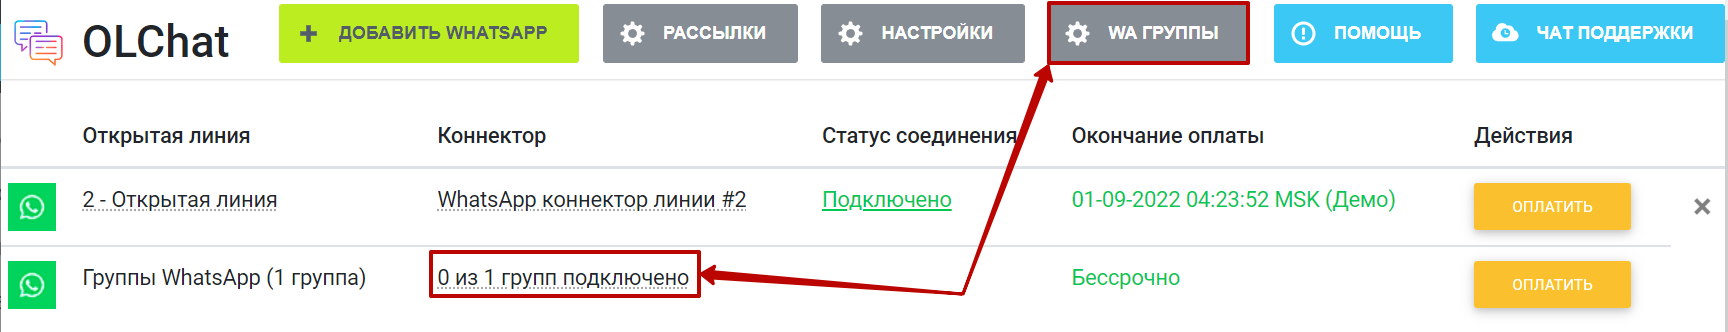 OLChat
ДОБАВИТЬ WHATSAPP
РАССЫЛКИ
НАСТРОЙКИ
WA ГРУППЫ
ПОМОЩЬ
ЧАТ ПОДДЕРЖКИ
Открытая линия Коннектор Статус соединения Окончание оплаты Действия
2 - Открытая линия WhatsApp коннектор линии #2 Подключено 01-09-2022 04:23:52 MSK (Демо) ОПЛАТИТЬ
Группы WhatsApp (1 группа) 0 из 1 групп подключено Бессрочно ОПЛАТИТЬ